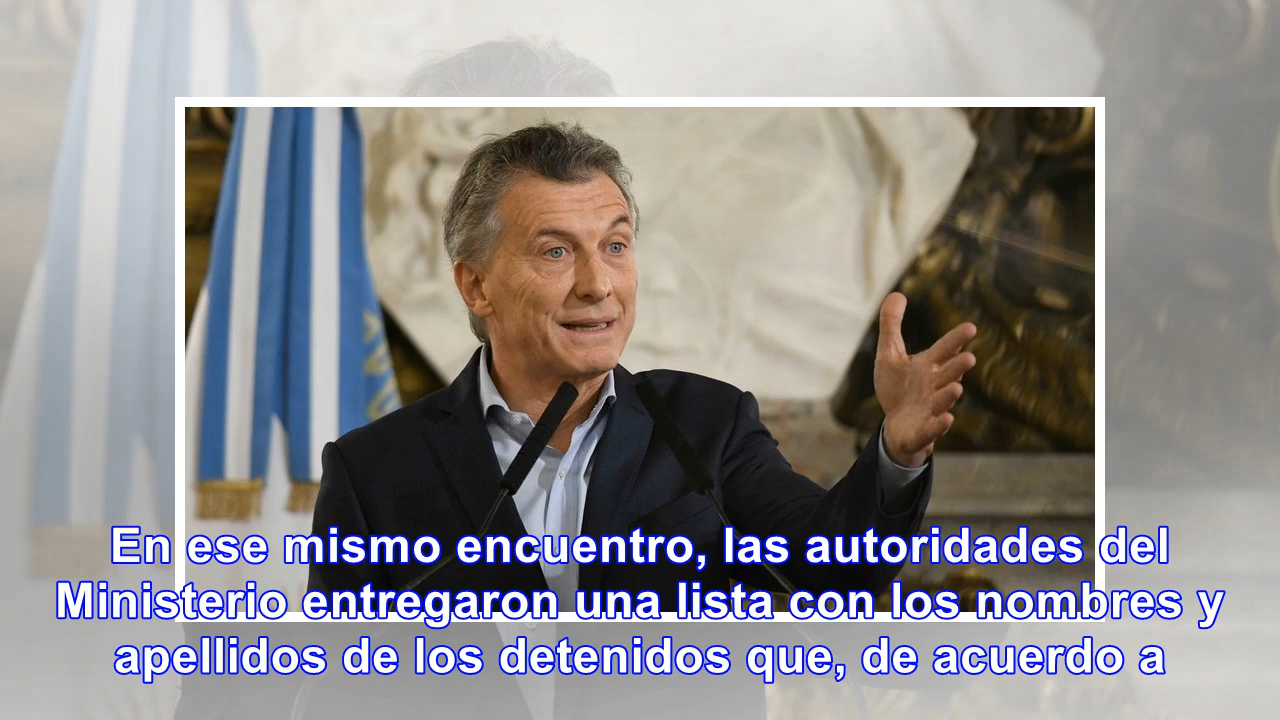 En ese mismo encuentro, las autoridades del
Ministerio entregaron una lista con los nombres y
apellidos de los detenidos que, de acuerdo a